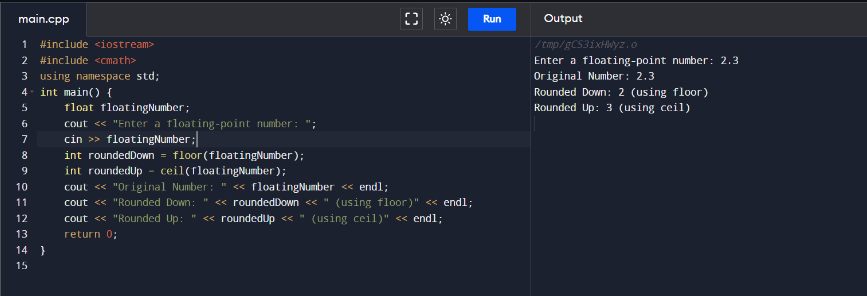 main.cpp
Run
Output
1 #include <iostream>
2 #include <cmath>
3 using namespace std;
4 int main() {
5     float floatingNumber;
6     cout << "Enter a floating-point number: ";
7     cin >> floatingNumber;
8     int roundedDown = floor(floatingNumber);
9     int roundedUp = ceil(floatingNumber);
10     cout << "Original Number: " << floatingNumber << endl;
11     cout << "Rounded Down: " << roundedDown << " (using floor)" << endl;
12     cout << "Rounded Up: " << roundedUp << " (using ceil)" << endl;
13     return 0;
14 }
15
/tmp/gCS3ixHWyz.o
Enter a floating-point number: 2.3
Original Number: 2.3
Rounded Down: 2 (using floor)
Rounded Up: 3 (using ceil)